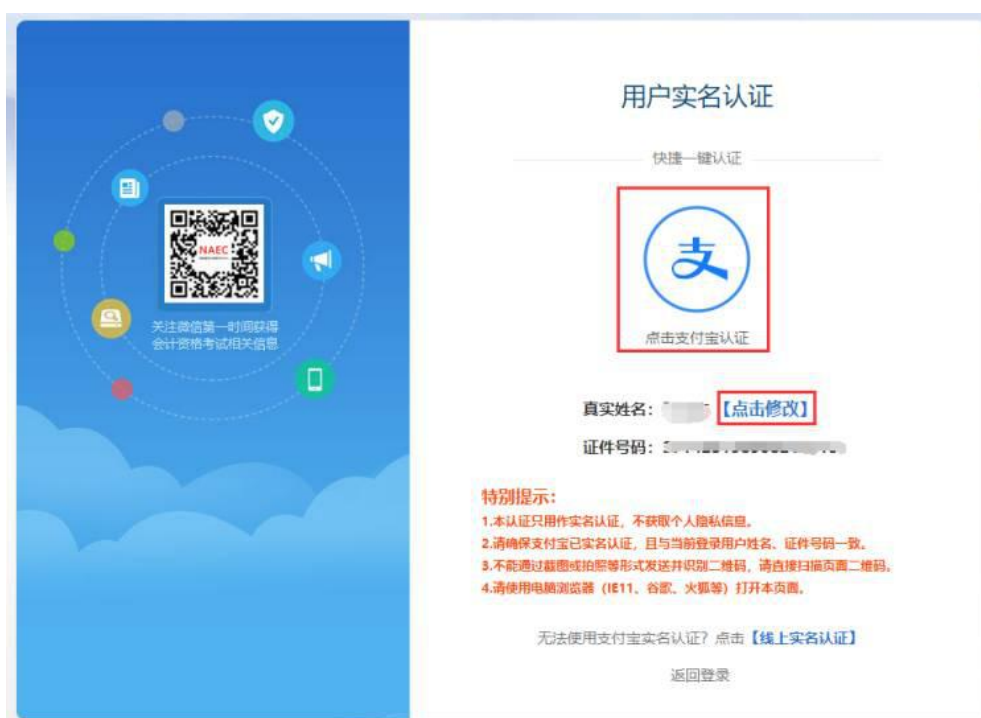 用户实名认证
快捷一键认证
支
点击支付宝认证
NAEC
关注微信第一时间获得
会计资格考试相关信息
真实姓名：【点击修改】
证件号码：
特别提示：
1.本认证只用作实名认证，不获取个人隐私信息。
2.请确保支付宝已实名认证，且与当前登录用户姓名、证件号码一致。
3.不能通过截图或拍照等形式发送并识别二维码，请直接扫描页面二维码。
4.请使用电脑浏览器（IE11、谷歌、火狐等）打开本页面。
无法使用支付宝实名认证？点击【线上实名认证】
返回登录